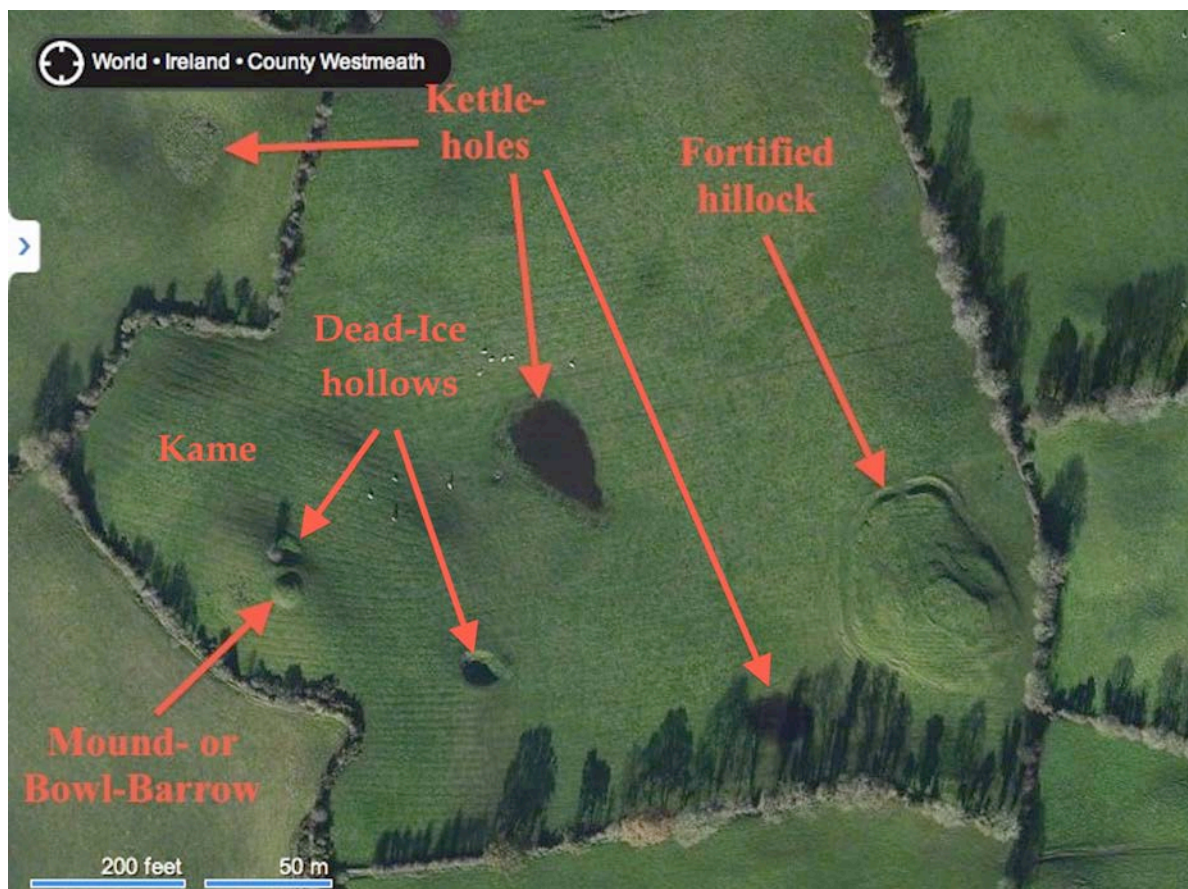 World • Ireland • County Westmeath
Kettle-
holes
Fortified
hillock
Dead-Ice
hollows
Kame
Mound- or
Bowl-Barrow
200 feet
50 m